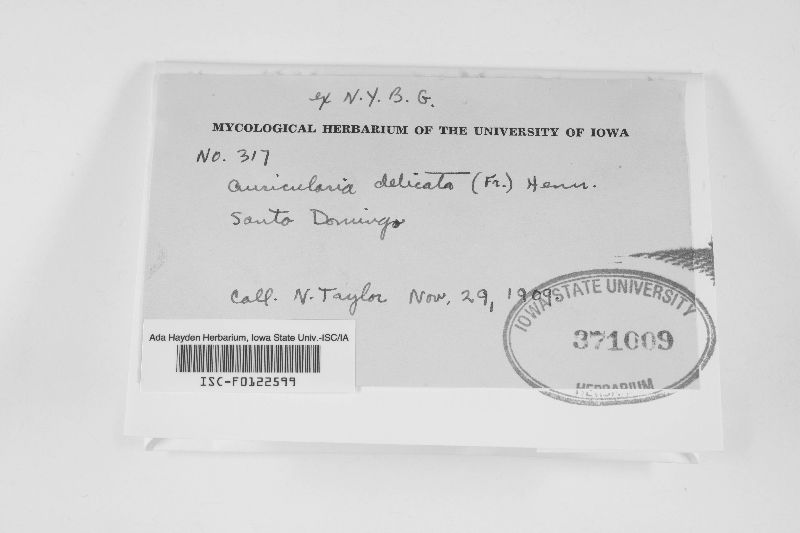 ex N.Y.B.G.
MYCOLOGICAL HERBARIUM OF THE UNIVERSITY OF IOWA
No. 317
Auricularia delicata (Fr.) Henn.
Santo Domingo
Coll. N. Taylor Nov. 29, 1909.
IOWA STATE UNIVERSITY
371009
HERBARIUM
Ada Hayden Herbarium, Iowa State Univ.-ISC/IA
ISC-F0122599